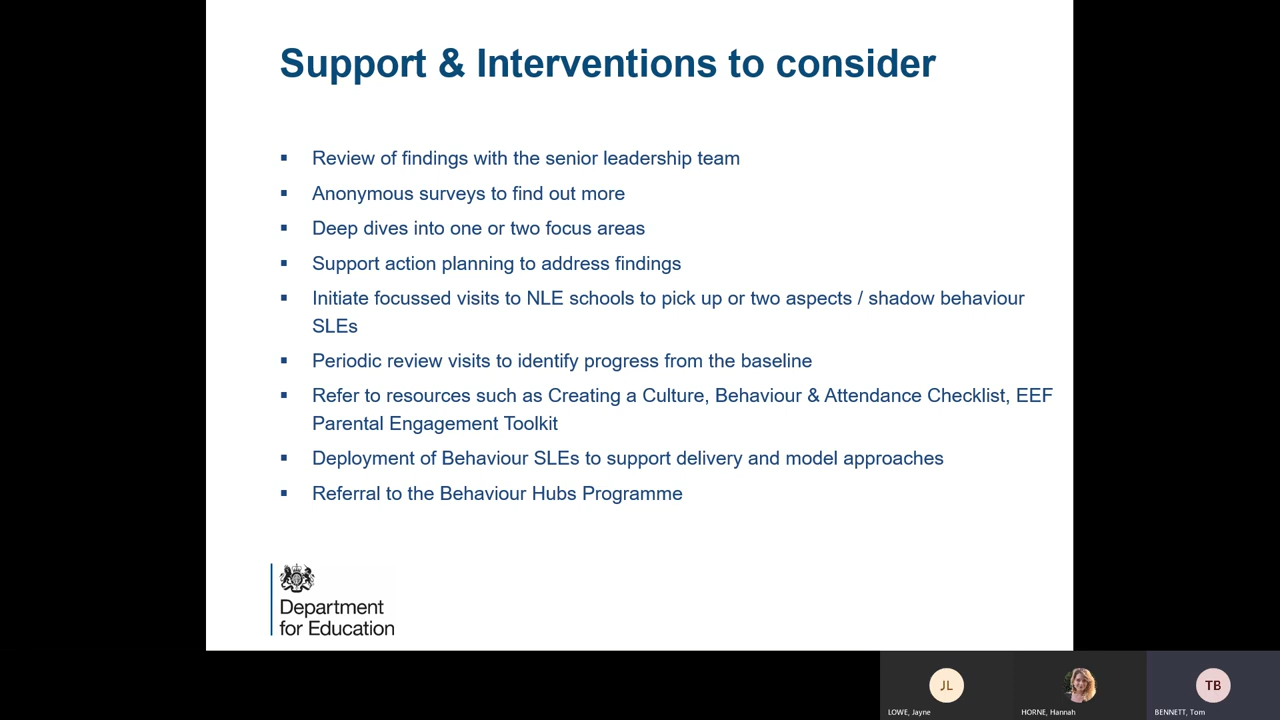 Support & Interventions to consider
▪ Review of findings with the senior leadership team
▪ Anonymous surveys to find out more
▪ Deep dives into one or two focus areas
▪ Support action planning to address findings
▪ Initiate focussed visits to NLE schools to pick up or two aspects / shadow behaviour
SLEs
▪ Periodic review visits to identify progress from the baseline
▪ Refer to resources such as Creating a Culture, Behaviour & Attendance Checklist, EEF
Parental Engagement Toolkit
▪ Deployment of Behaviour SLEs to support delivery and model approaches
▪ Referral to the Behaviour Hubs Programme
Department
for Education
JL
TB
LOWE, Jayne
HORNE, Hannah
BENNETT, Tom